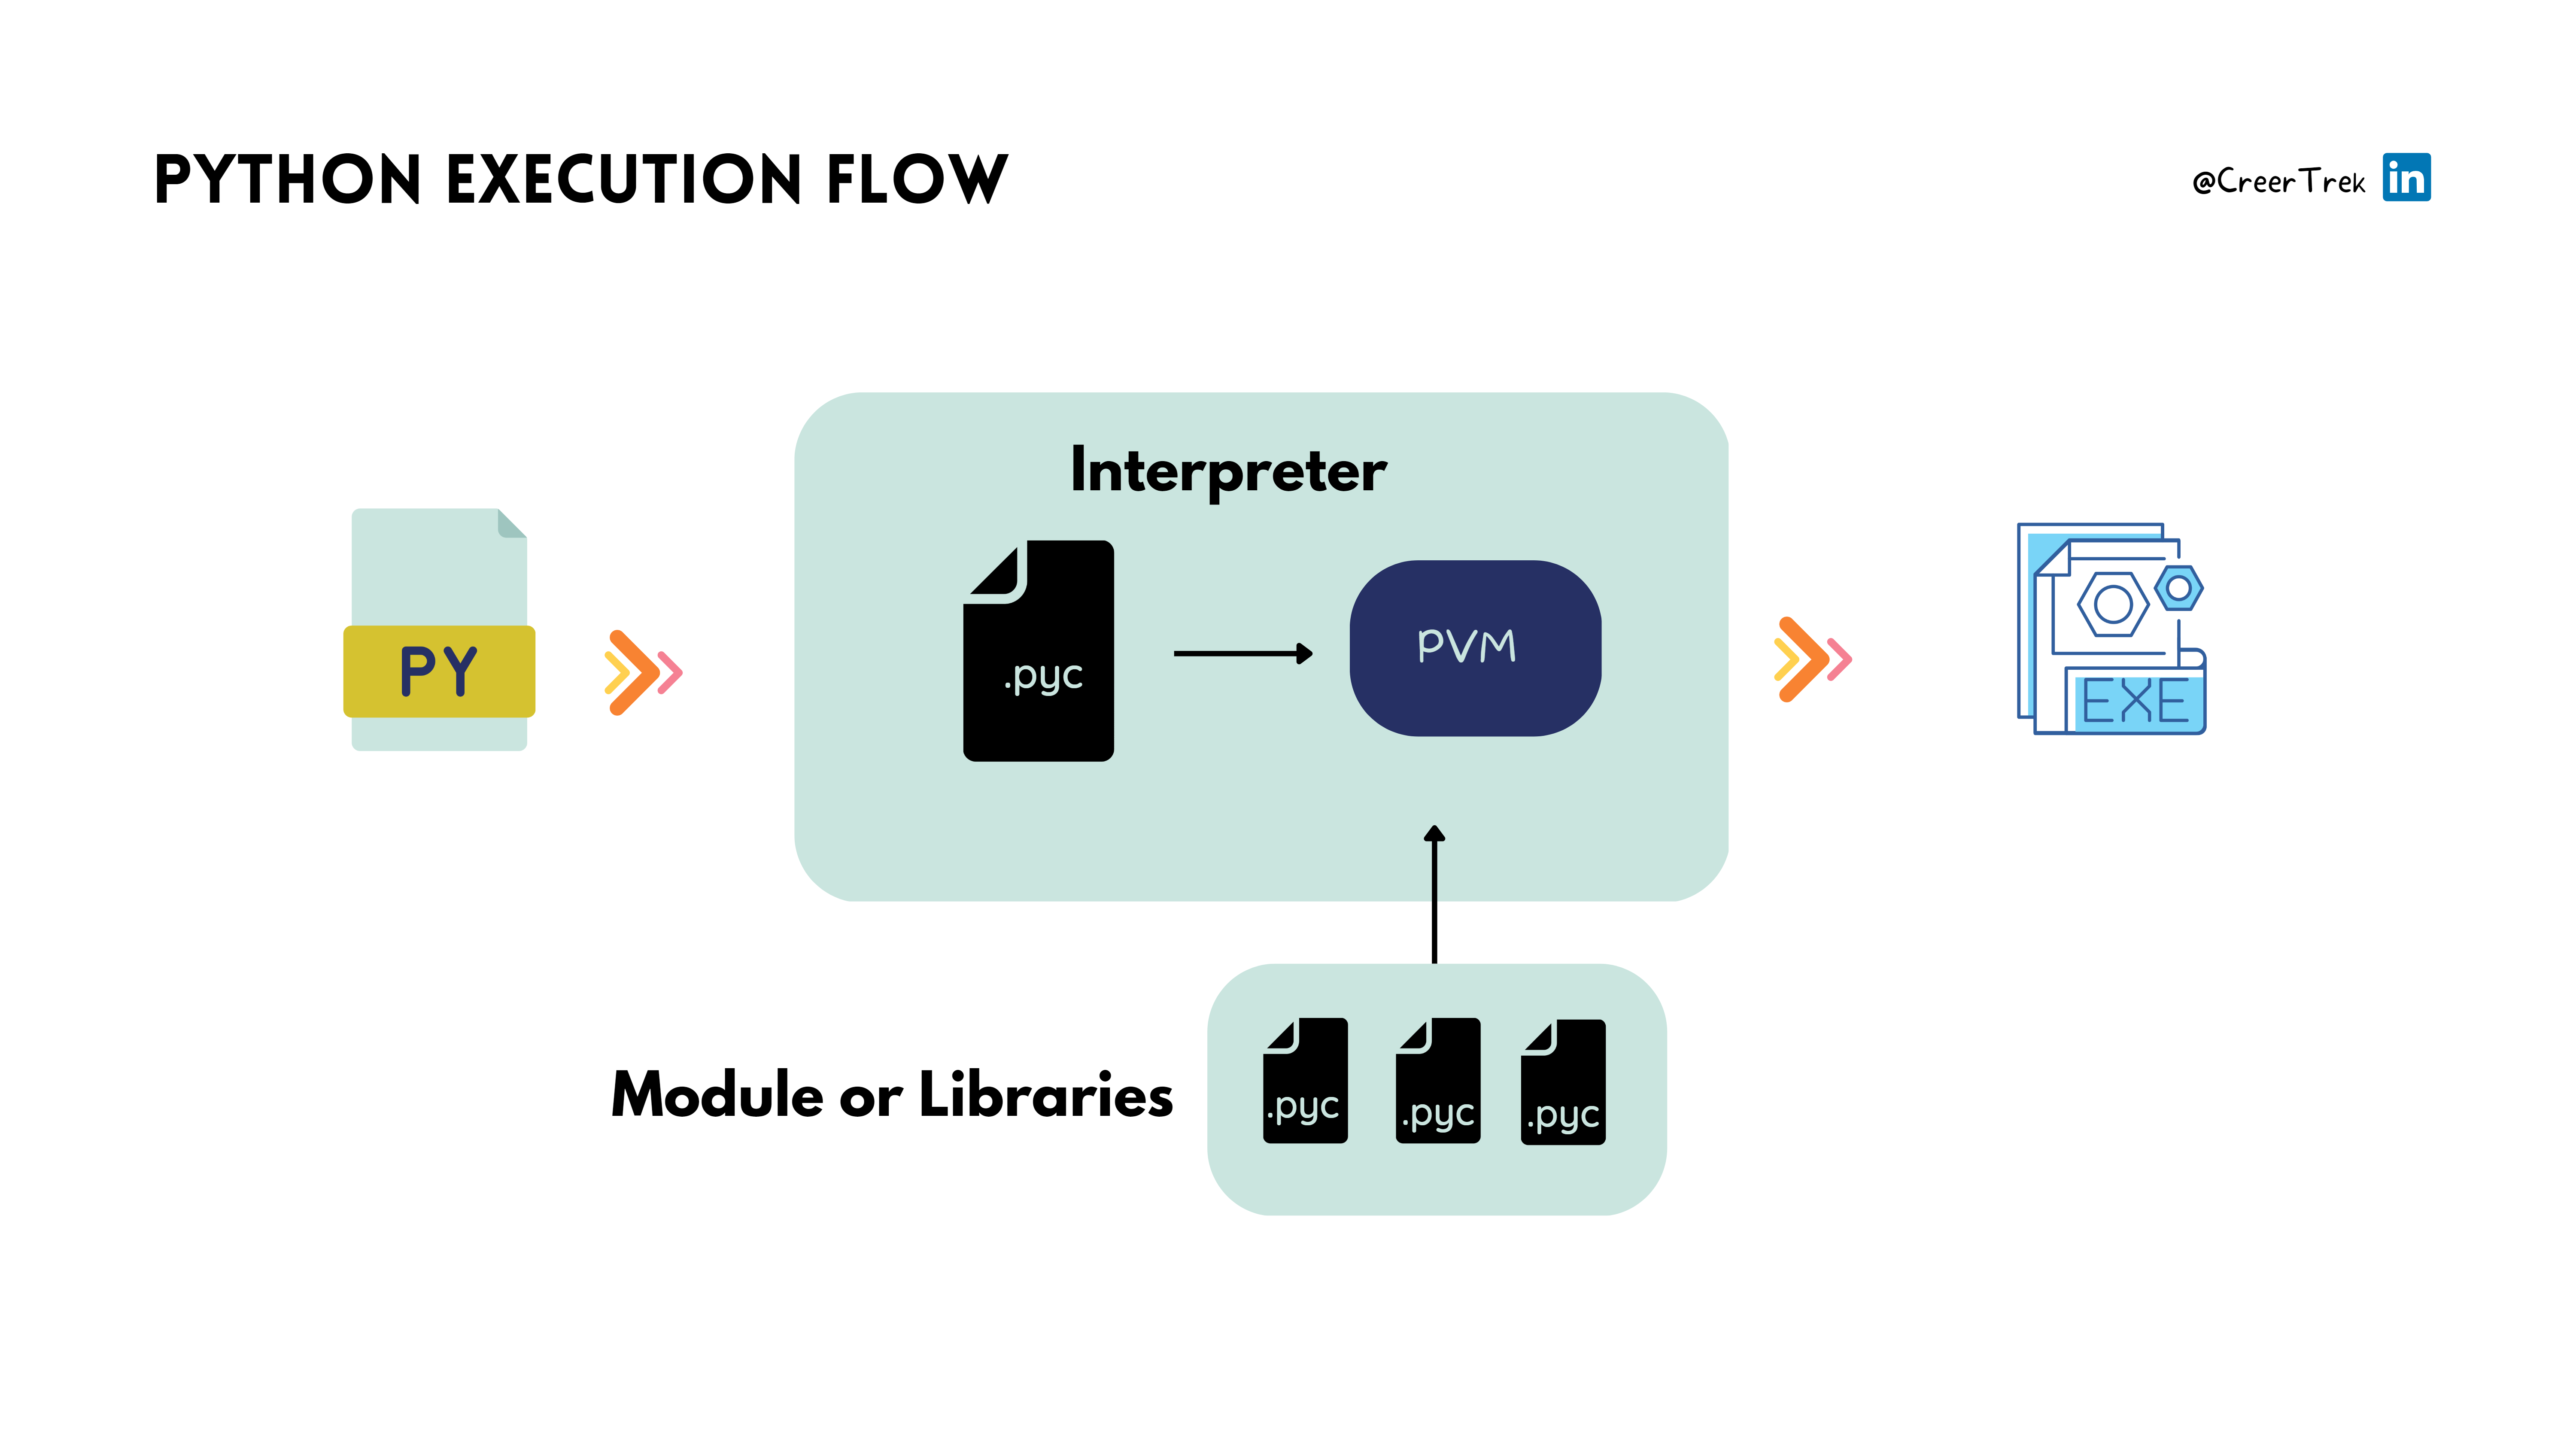 PYTHON EXECUTION FLOW
@CreerTrek in
Interpreter
PY
.pyc
PVM
EXE
Module or Libraries
.pyc
.pyc
.pyc